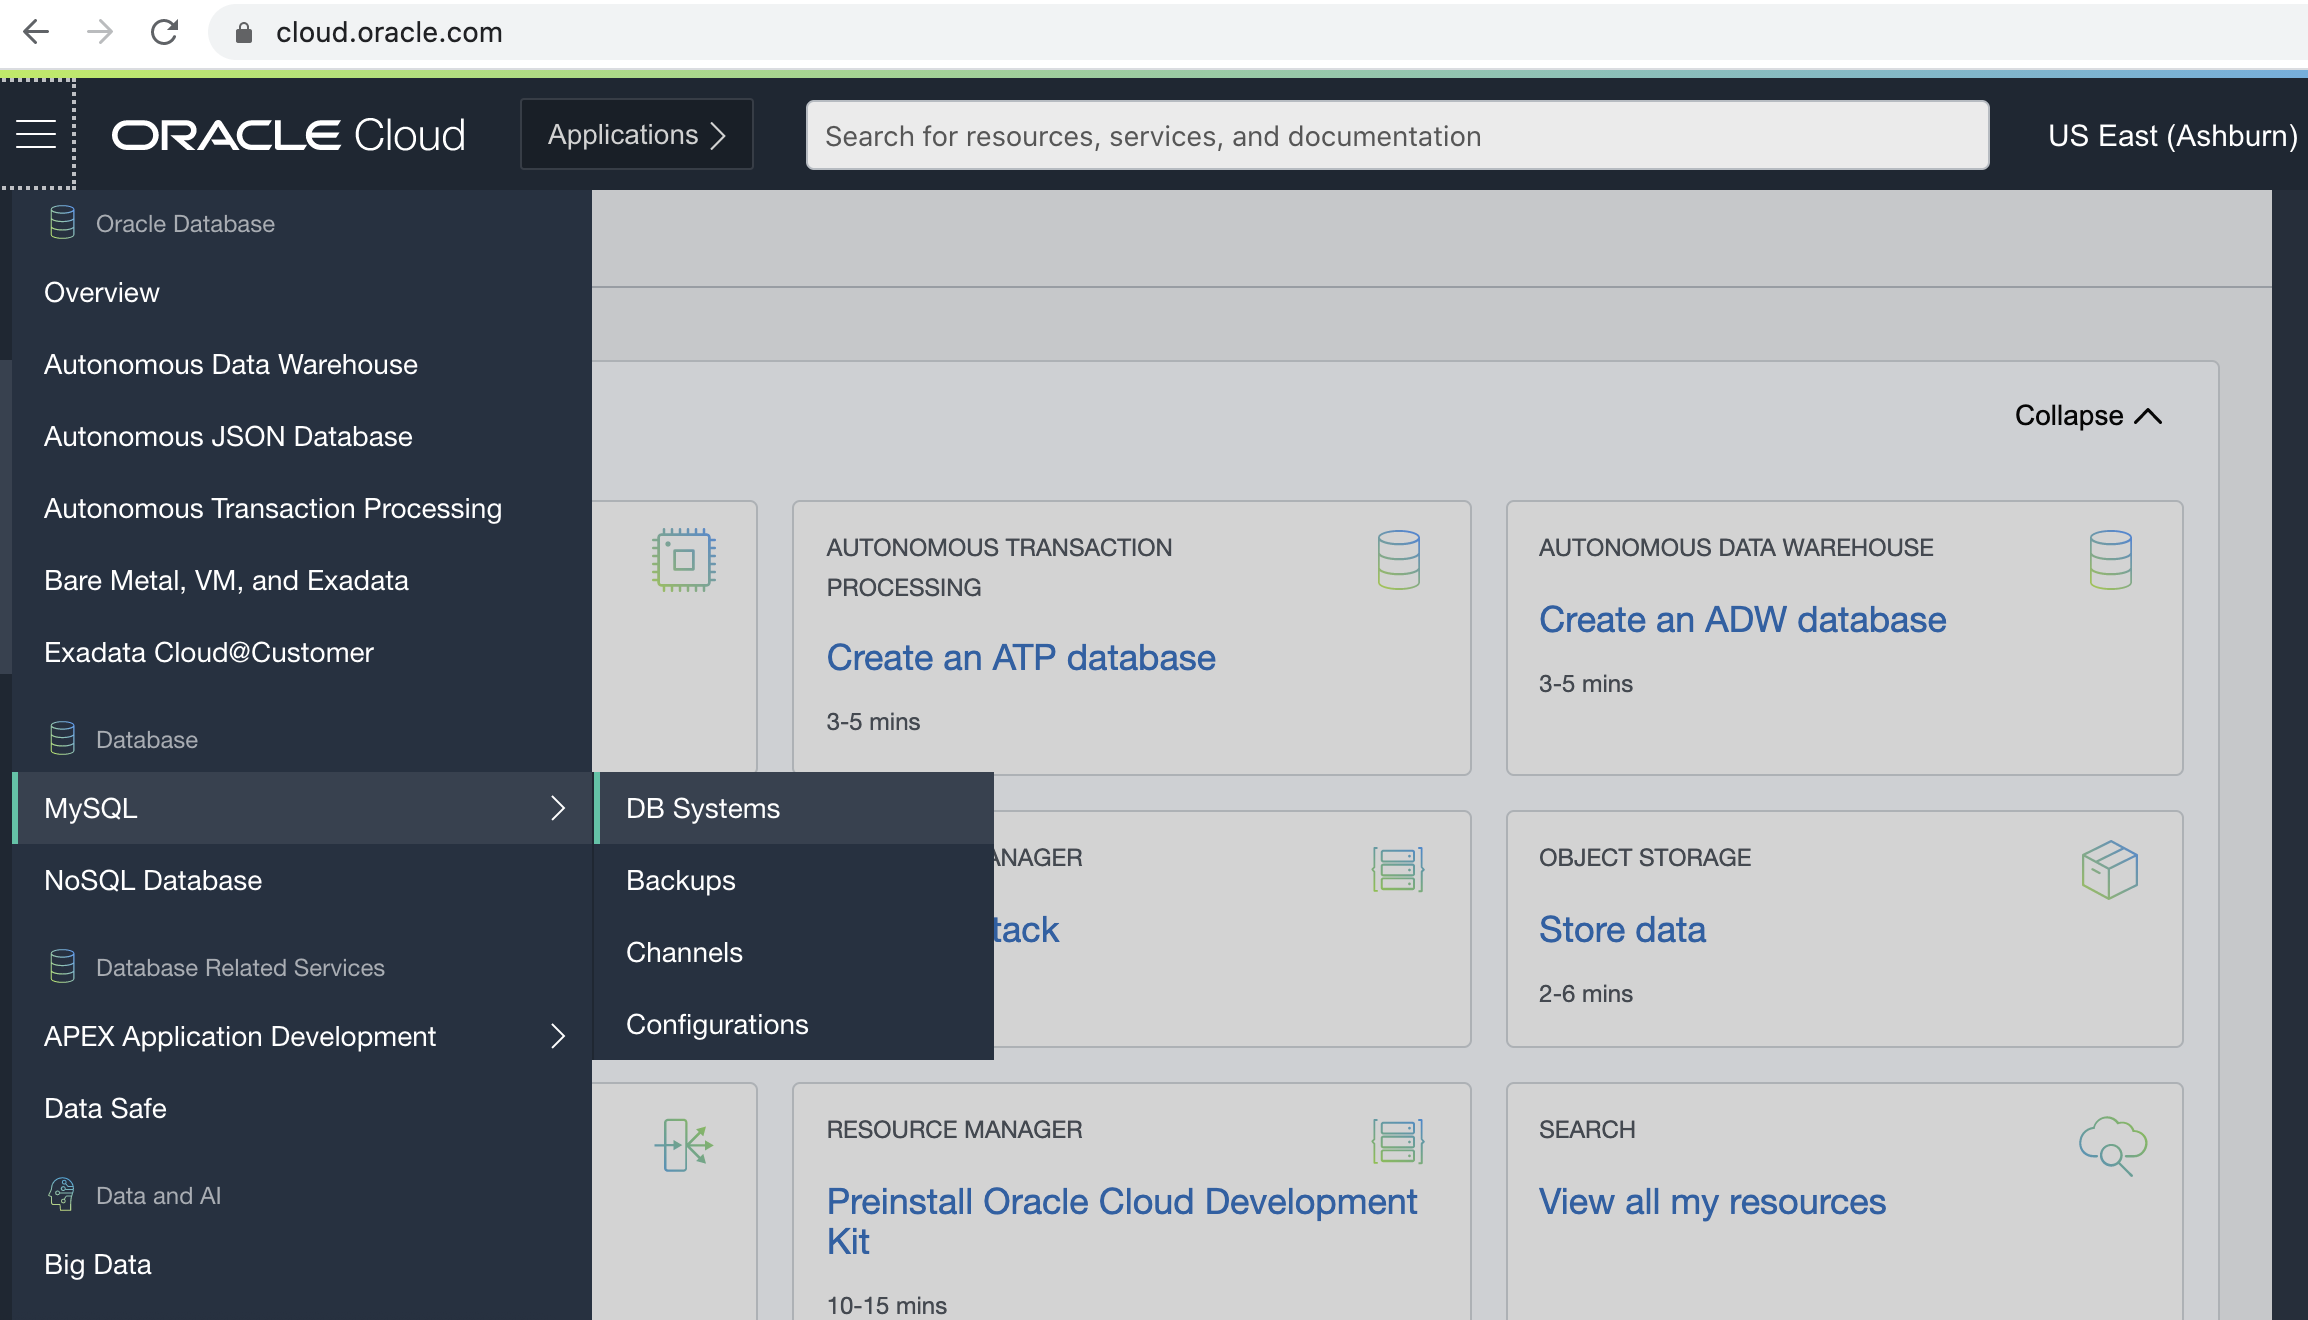 cloud.oracle.com
ORACLE Cloud
Applications
Search for resources, services, and documentation
US East (Ashburn)
Oracle Database
Overview
Autonomous Data Warehouse
Autonomous JSON Database
Autonomous Transaction Processing
Bare Metal, VM, and Exadata
Exadata Cloud@Customer
Database
MySQL
NoSQL Database
Database Related Services
APEX Application Development
Data Safe
Data and AI
Big Data
DB Systems
Backups
Channels
Configurations
Collapse
AUTONOMOUS TRANSACTION
PROCESSING
Create an ATP database
3-5 mins
AUTONOMOUS DATA WAREHOUSE
Create an ADW database
3-5 mins
ANAGER
tack
OBJECT STORAGE
Store data
2-6 mins
RESOURCE MANAGER
Preinstall Oracle Cloud Development
Kit
10-15 mins
SEARCH
View all my resources